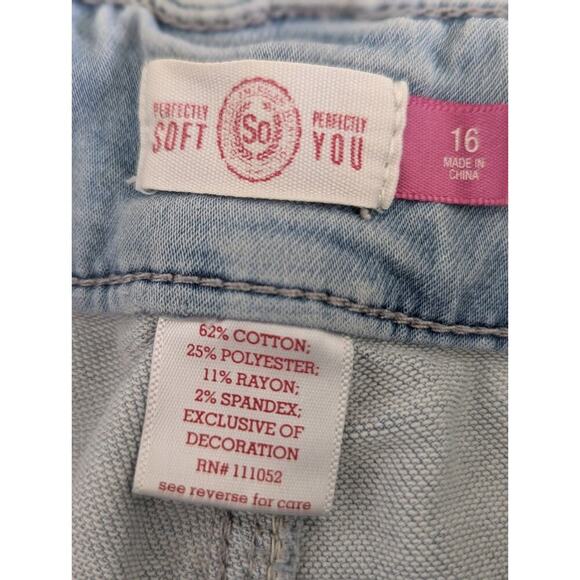 PERFECTLY SOFT
So
PERFECTLY YOU
16
MADE IN
CHINA
62% COTTON;
25% POLYESTER;
11% RAYON;
2% SPANDEX;
EXCLUSIVE OF
DECORATION
RN# 111052
see reverse for care